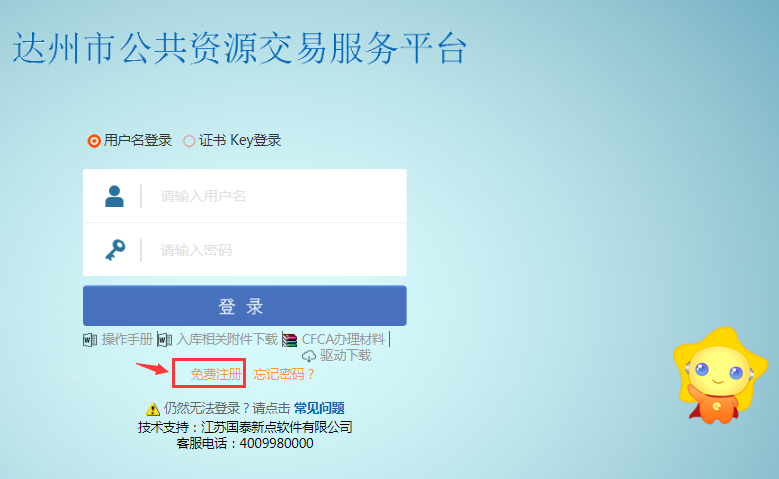 达州市公共资源交易服务平台
用户名登录 证书 Key登录
请输入用户名
请输入密码
登 录
操作手册 入库相关附件下载 CFCA办理材料
驱动下载
免费注册 忘记密码？
仍然无法登录？请点击 常见问题
技术支持：江苏国泰新点软件有限公司
客服电话：4009980000